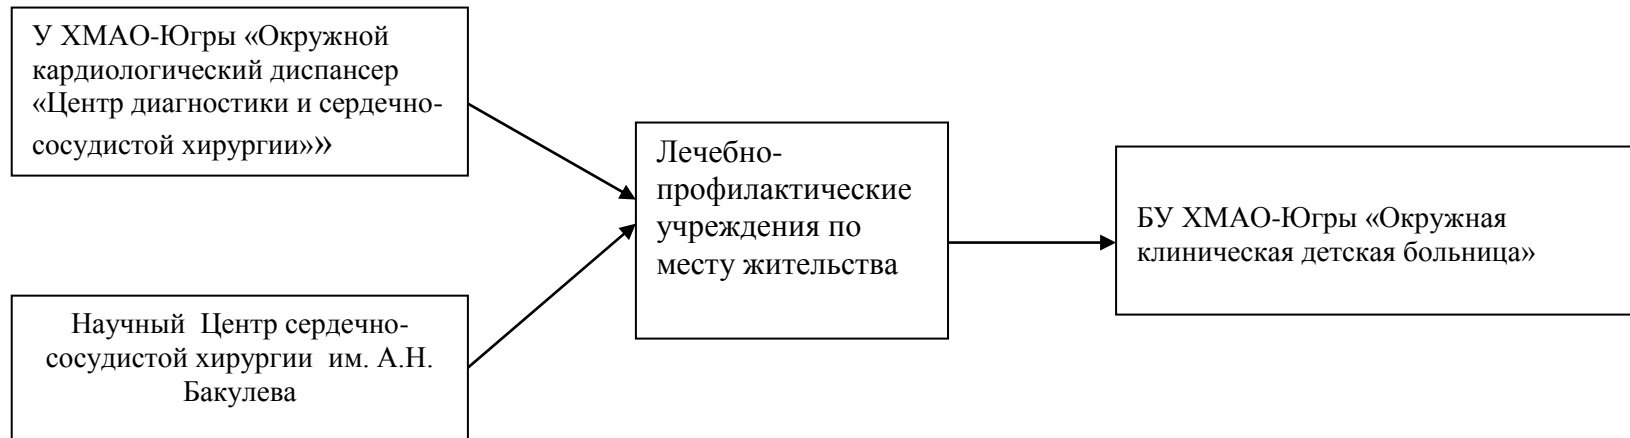 У ХМАО-Югры «Окружной
кардиологический диспансер
«Центр диагностики и сердечно-
сосудистой хирургии»»
Лечебно-
профилактические
учреждения по
месту жительства
БУ ХМАО-Югры «Окружная
клиническая детская больница»
Научный Центр сердечно-
сосудистой хирургии им. А.Н.
Бакулева